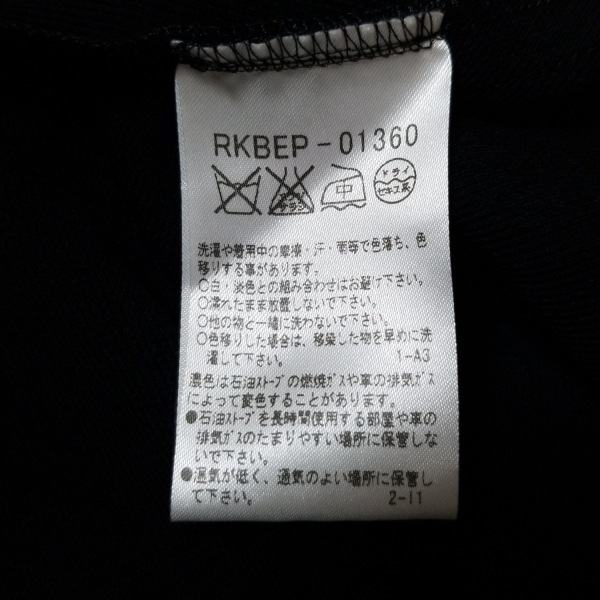 RKBEP-01360
エンソ サラシ
中
ドライ
セキユ系
洗濯や着用中の摩擦・汗・雨等で色落ち、色
移りする事があります。
○白・淡色との組み合わせはお避け下さい。
○濡れたまま放置しないで下さい。
○他の物と一緒に洗わないで下さい。
○色移りした場合は、移染した物を早めに洗
濯して下さい。
1-A3
濃色は石油ストーブの燃焼ガスや車の排気ガス
によって変色することがあります。
●石油ストーブを長時間使用する部屋や車の
排気ガスのたまりやすい場所に保管しな
いで下さい。
●湿気が低く、通気のよい場所に保管し
て下さい。
2-I1